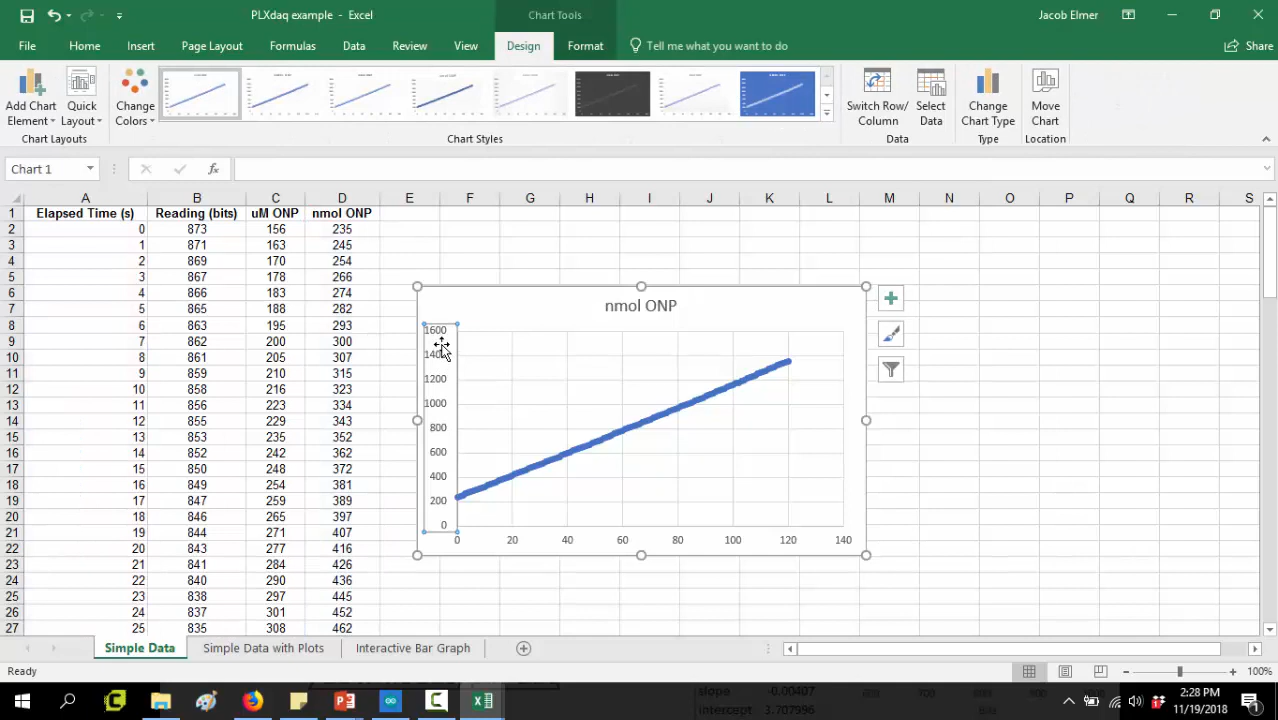 PLXdaq example - Excel
Chart Tools
Jacob Elmer
File Home Insert Page Layout Formulas Data Review View Design Format Tell me what you want to do Share
Add Chart Element
Quick Layout
Change Colors
Switch Row/ Column
Select Data
Change Chart Type
Move Chart
Chart Layouts Chart Styles Data Type Location
Chart 1 fx
A B C D E F G H I J K L M N O P Q R S
1 Elapsed Time (s) Reading (bits) uM ONP nmol ONP
2 0 873 156 235
3 1 871 163 245
4 2 869 170 254
5 3 867 178 266
6 4 866 183 274
7 5 865 188 282
8 6 863 195 293
9 7 862 200 300
10 8 861 205 307
11 9 859 210 315
12 10 858 216 323
13 11 856 223 334
14 12 855 229 343
15 13 853 235 352
16 14 852 242 362
17 15 850 248 372
18 16 849 254 381
19 17 847 259 389
20 18 846 265 397
21 19 844 271 407
22 20 843 277 416
23 21 841 284 426
24 22 840 290 436
25 23 838 297 445
26 24 837 301 452
27 25 835 308 462
nmol ONP
1600
1400
1200
1000
800
600
400
200
0
0 20 40 60 80 100 120 140
Simple Data Simple Data with Plots Interactive Bar Graph
Ready 100%
slope -0.00407
intercept 3.707996
2:28 PM
11/19/2018